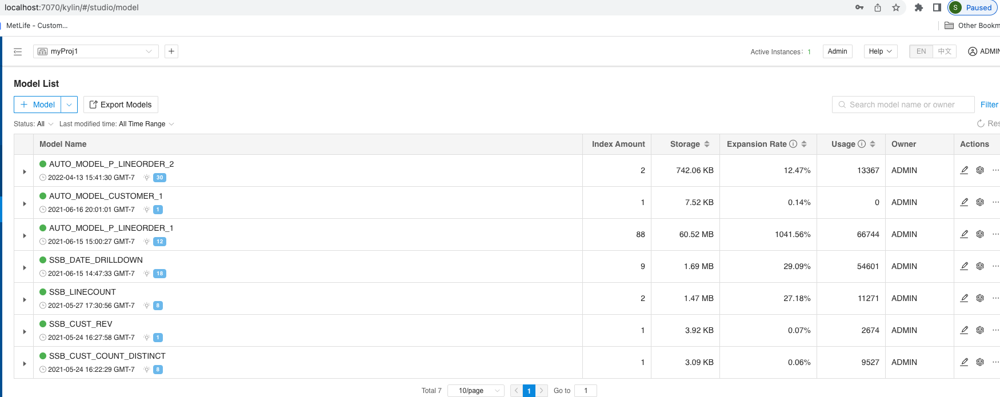 localhost:7070/kylin/#/studio/model
S Paused
MetLife - Custom...
Other Bookm
myProj1
Active Instances: 1
Admin
Help
EN 中文
ADMIN
Model List
Model
Export Models
Search model name or owner
Filter
Status: All Last modified time: All Time Range
Res
Model Name Index Amount Storage Expansion Rate Usage Owner Actions
AUTO_MODEL_P_LINEORDER_2
2022-04-13 15:41:30 GMT-7 30
2 742.06 KB 12.47% 13367 ADMIN
AUTO_MODEL_CUSTOMER_1
2021-06-16 20:01:01 GMT-7 1
1 7.52 KB 0.14% 0 ADMIN
AUTO_MODEL_P_LINEORDER_1
2021-06-15 15:00:27 GMT-7 12
88 60.52 MB 1041.56% 66744 ADMIN
SSB_DATE_DRILLDOWN
2021-06-15 14:47:33 GMT-7 18
9 1.69 MB 29.09% 54601 ADMIN
SSB_LINECOUNT
2021-05-27 17:30:56 GMT-7 8
2 1.47 MB 27.18% 11271 ADMIN
SSB_CUST_REV
2021-05-24 16:27:58 GMT-7 1
1 3.92 KB 0.07% 2674 ADMIN
SSB_CUST_COUNT_DISTINCT
2021-05-24 16:22:29 GMT-7 8
1 3.09 KB 0.06% 9527 ADMIN
Total 7 10/page 1 Go to 1